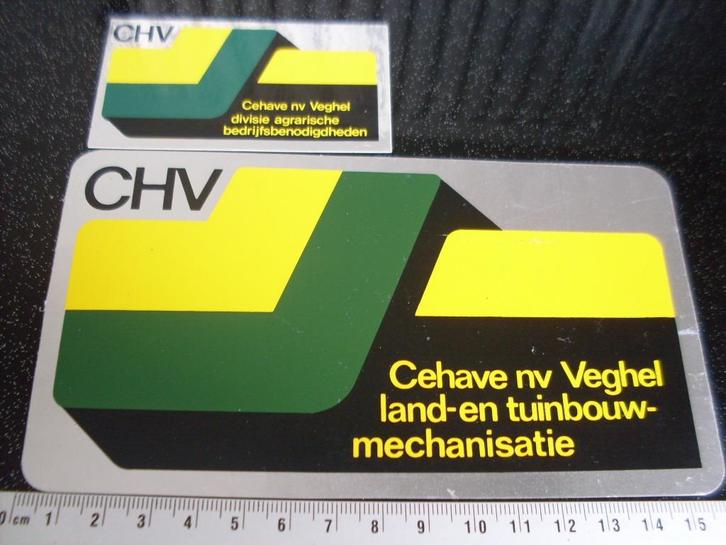 CHV
Cehave nv Veghel
divisie agrarische
bedrijfsbenodigdheden
CHV
Cehave nv Veghel
land-en tuinbouw-
mechanisatie
0 cm 1 2 3 4 5 6 7 8 9 10 11 12 13 14 15